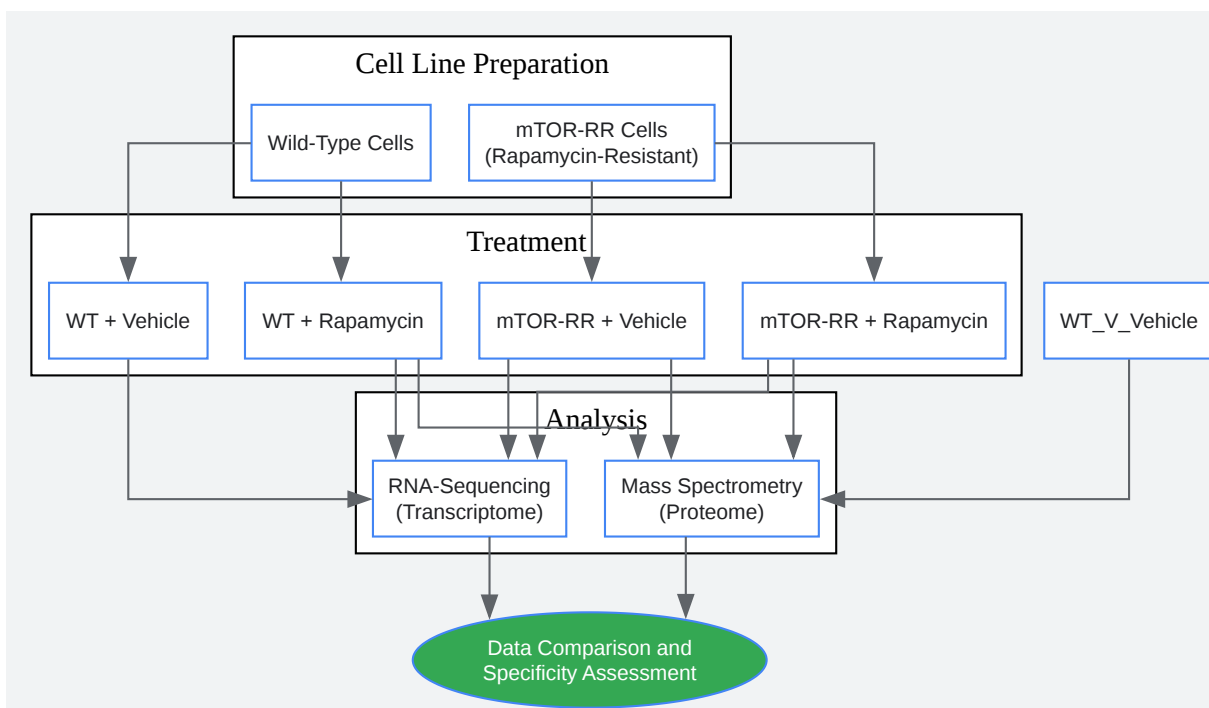 Cell Line Preparation
Wild-Type Cells
mTOR-RR Cells
(Rapamycin-Resistant)
Treatment
WT + Vehicle
WT + Rapamycin
mTOR-RR + Vehicle
mTOR-RR + Rapamycin
WT_V_Vehicle
Analysis
RNA-Sequencing
(Transcriptome)
Mass Spectrometry
(Proteome)
Data Comparison and
Specificity Assessment